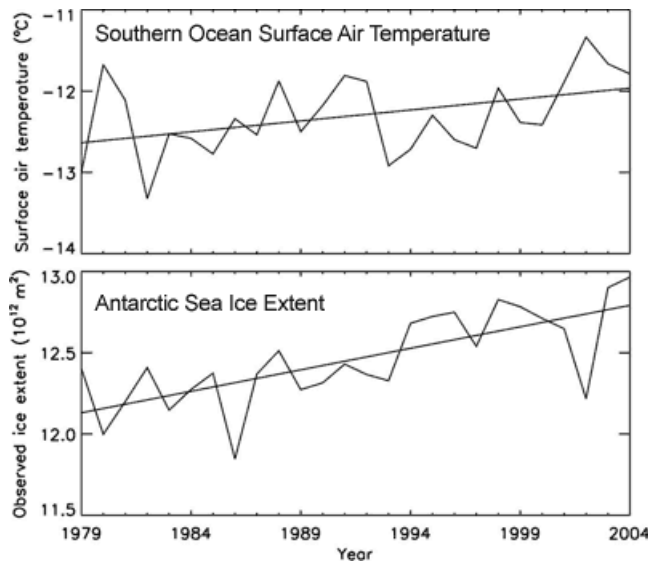 Southern Ocean Surface Air Temperature
Surface air temperature (°C)
-11
-12
-13
-14
Antarctic Sea Ice Extent
Observed ice extent (10¹² m²)
13.0
12.5
12.0
11.5
1979 1984 1989 1994 1999 2004
Year